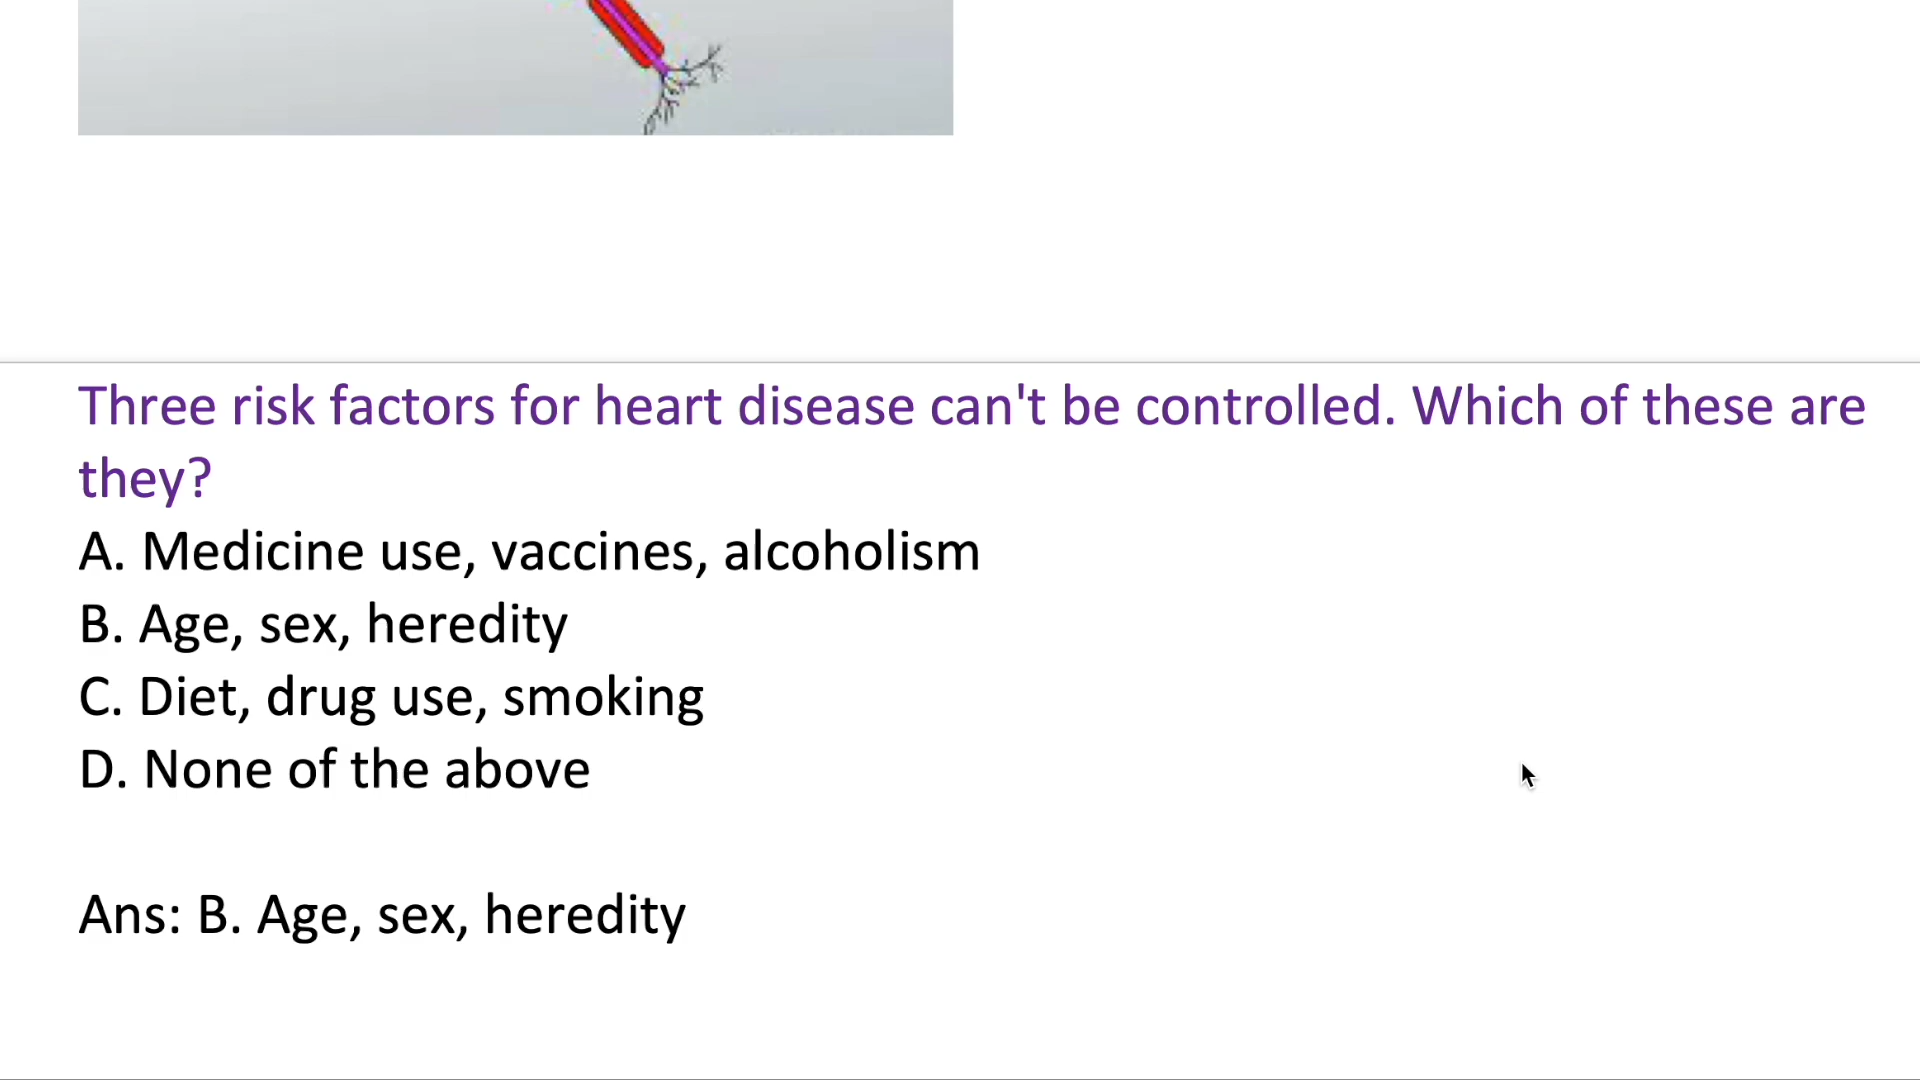 Three risk factors for heart disease can't be controlled. Which of these are
they?
A. Medicine use, vaccines, alcoholism
B. Age, sex, heredity
C. Diet, drug use, smoking
D. None of the above
Ans: B. Age, sex, heredity